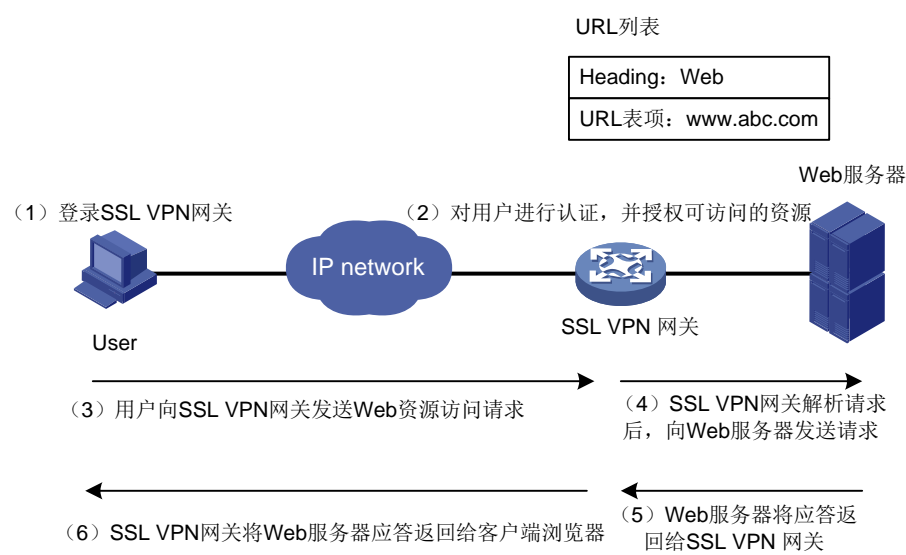 URL列表
Heading：Web
URL表项：www.abc.com
Web服务器
（1）登录SSL VPN网关
（2）对用户进行认证，并授权可访问的资源
IP network
SSL VPN 网关
User
（3）用户向SSL VPN网关发送Web资源访问请求
（4）SSL VPN网关解析请求
后，向Web服务器发送请求
（5）Web服务器将应答返
回给SSL VPN 网关
（6）SSL VPN网关将Web服务器应答返回给客户端浏览器